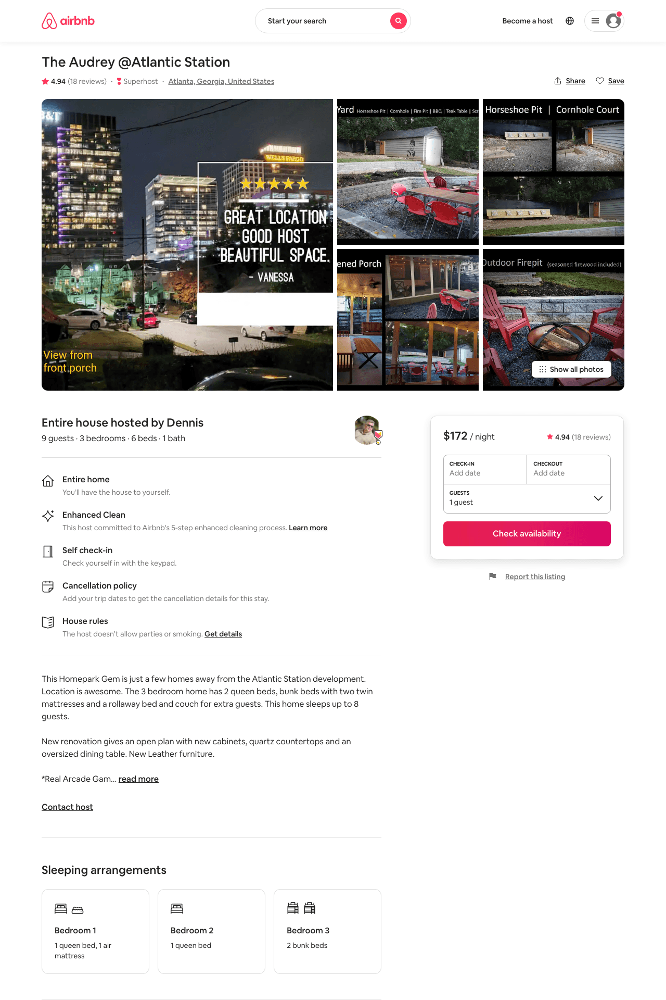 airbnb
Start your search
Become a host
The Audrey @Atlantic Station
4.94 (18 reviews) · Superhost · Atlanta, Georgia, United States
Share
Save
B&T
WELLS FARGO
GREAT LOCATION
GOOD HOST
BEAUTIFUL SPACE.
- VANESSA
View from
front porch
Yard Horseshoe Pit | Cornhole | Fire Pit | BBQ | Teak Table | Scr
Horseshoe Pit | Cornhole Court
ened Porch
Outdoor Firepit (seasoned firewood included)
Show all photos
Entire house hosted by Dennis
9 guests · 3 bedrooms · 6 beds · 1 bath
Entire home
You’ll have the house to yourself.
Enhanced Clean
This host committed to Airbnb's 5-step enhanced cleaning process. Learn more
Self check-in
Check yourself in with the keypad.
Cancellation policy
Add your trip dates to get the cancellation details for this stay.
House rules
The host doesn’t allow parties or smoking. Get details
$172 / night
4.94 (18 reviews)
CHECK-IN
Add date
CHECKOUT
Add date
GUESTS
1 guest
Check availability
Report this listing
This Homepark Gem is just a few homes away from the Atlantic Station development.
Location is awesome. The 3 bedroom home has 2 queen beds, bunk beds with two twin
mattresses and a rollaway bed and couch for extra guests. This home sleeps up to 8
guests.
New renovation gives an open plan with new cabinets, quartz countertops and an
oversized dining table. New Leather furniture.
*Real Arcade Gam... read more
Contact host
Sleeping arrangements
Bedroom 1
1 queen bed, 1 air
mattress
Bedroom 2
1 queen bed
Bedroom 3
2 bunk beds